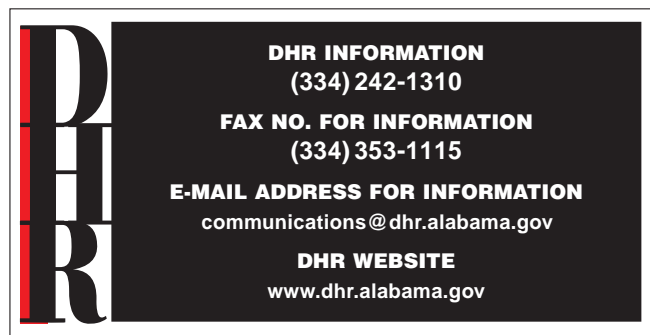 DHR
DHR INFORMATION
(334) 242-1310
FAX NO. FOR INFORMATION
(334) 353-1115
E-MAIL ADDRESS FOR INFORMATION
communications@dhr.alabama.gov
DHR WEBSITE
www.dhr.alabama.gov